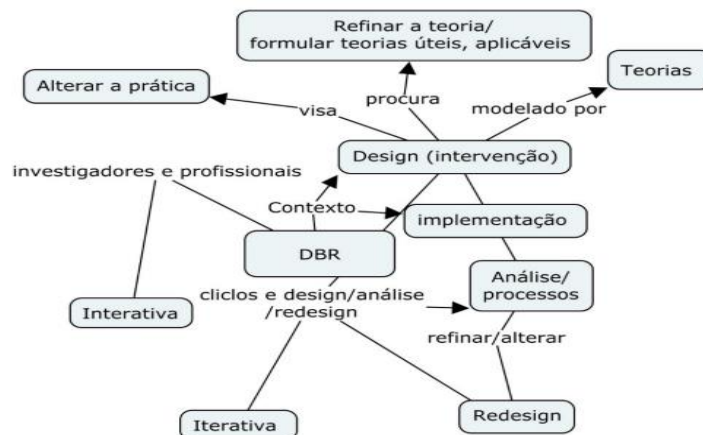 Refinar a teoria/
formular teorias úteis, aplicáveis
Alterar a prática
Teorias
procura
modelado por
visa
Design (intervenção)
investigadores e profissionais
Contexto
implementação
DBR
Análise/
processos
cliclos e design/análise
/redesign
Interativa
refinar/alterar
Redesign
Iterativa